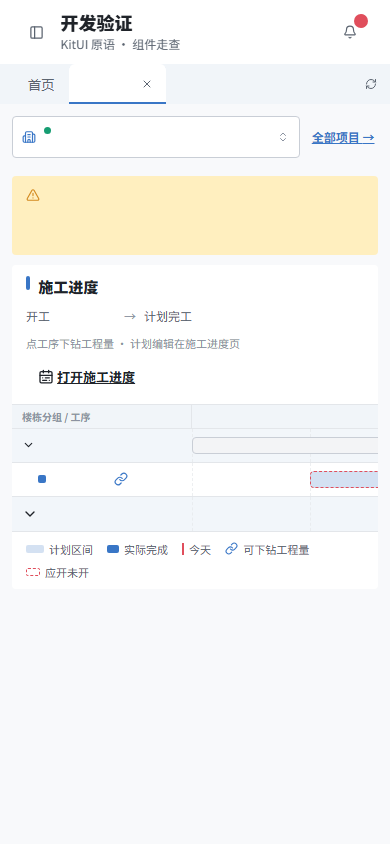 开发验证
KitUI 原语 · 组件走查
首页
全部项目 →
施工进度
开工 → 计划完工
点工序下钻工程量 · 计划编辑在施工进度页
打开施工进度
楼栋分组 / 工序
计划区间 实际完成 今天 可下钻工程量
应开未开